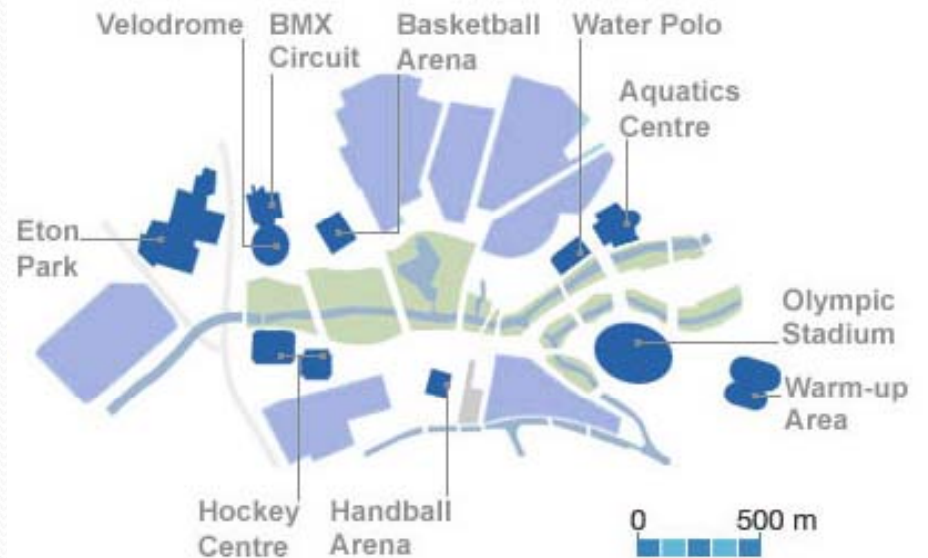 Velodrome
BMX
Circuit
Basketball
Arena
Water Polo
Aquatics
Centre
Eton
Park
Olympic
Stadium
Warm-up
Area
Hockey
Centre
Handball
Arena
0 500 m